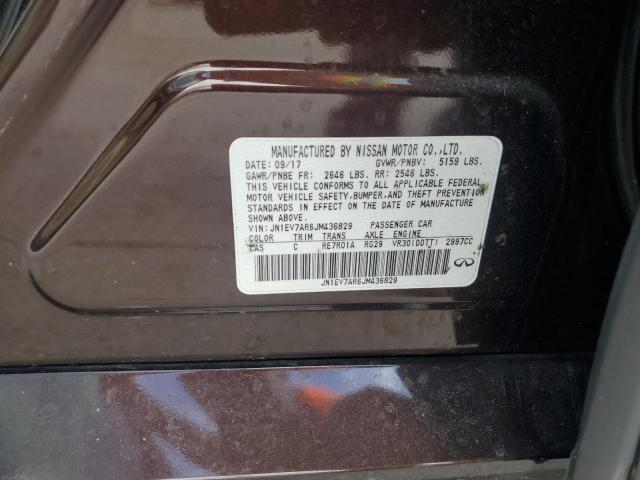 MANUFACTURED BY NISSAN MOTOR CO.,LTD.
DATE: 09/17 GVWR/PNBV: 5159 LBS.
GAWR/PNBE FR: 2646 LBS. RR: 2546 LBS.
THIS VEHICLE CONFORMS TO ALL APPLICABLE FEDERAL
MOTOR VEHICLE SAFETY,BUMPER, AND THEFT PREVENTION
STANDARDS IN EFFECT ON THE DATE OF MANUFACTURE
SHOWN ABOVE.
VIN:JN1EV7AR6JM436829 PASSENGER CAR
COLOR TRIM TRANS AXLE ENGINE
CAS C RE7R01A RG29 VR30(DDTT) 2997CC
JN1EV7AR6JM436829